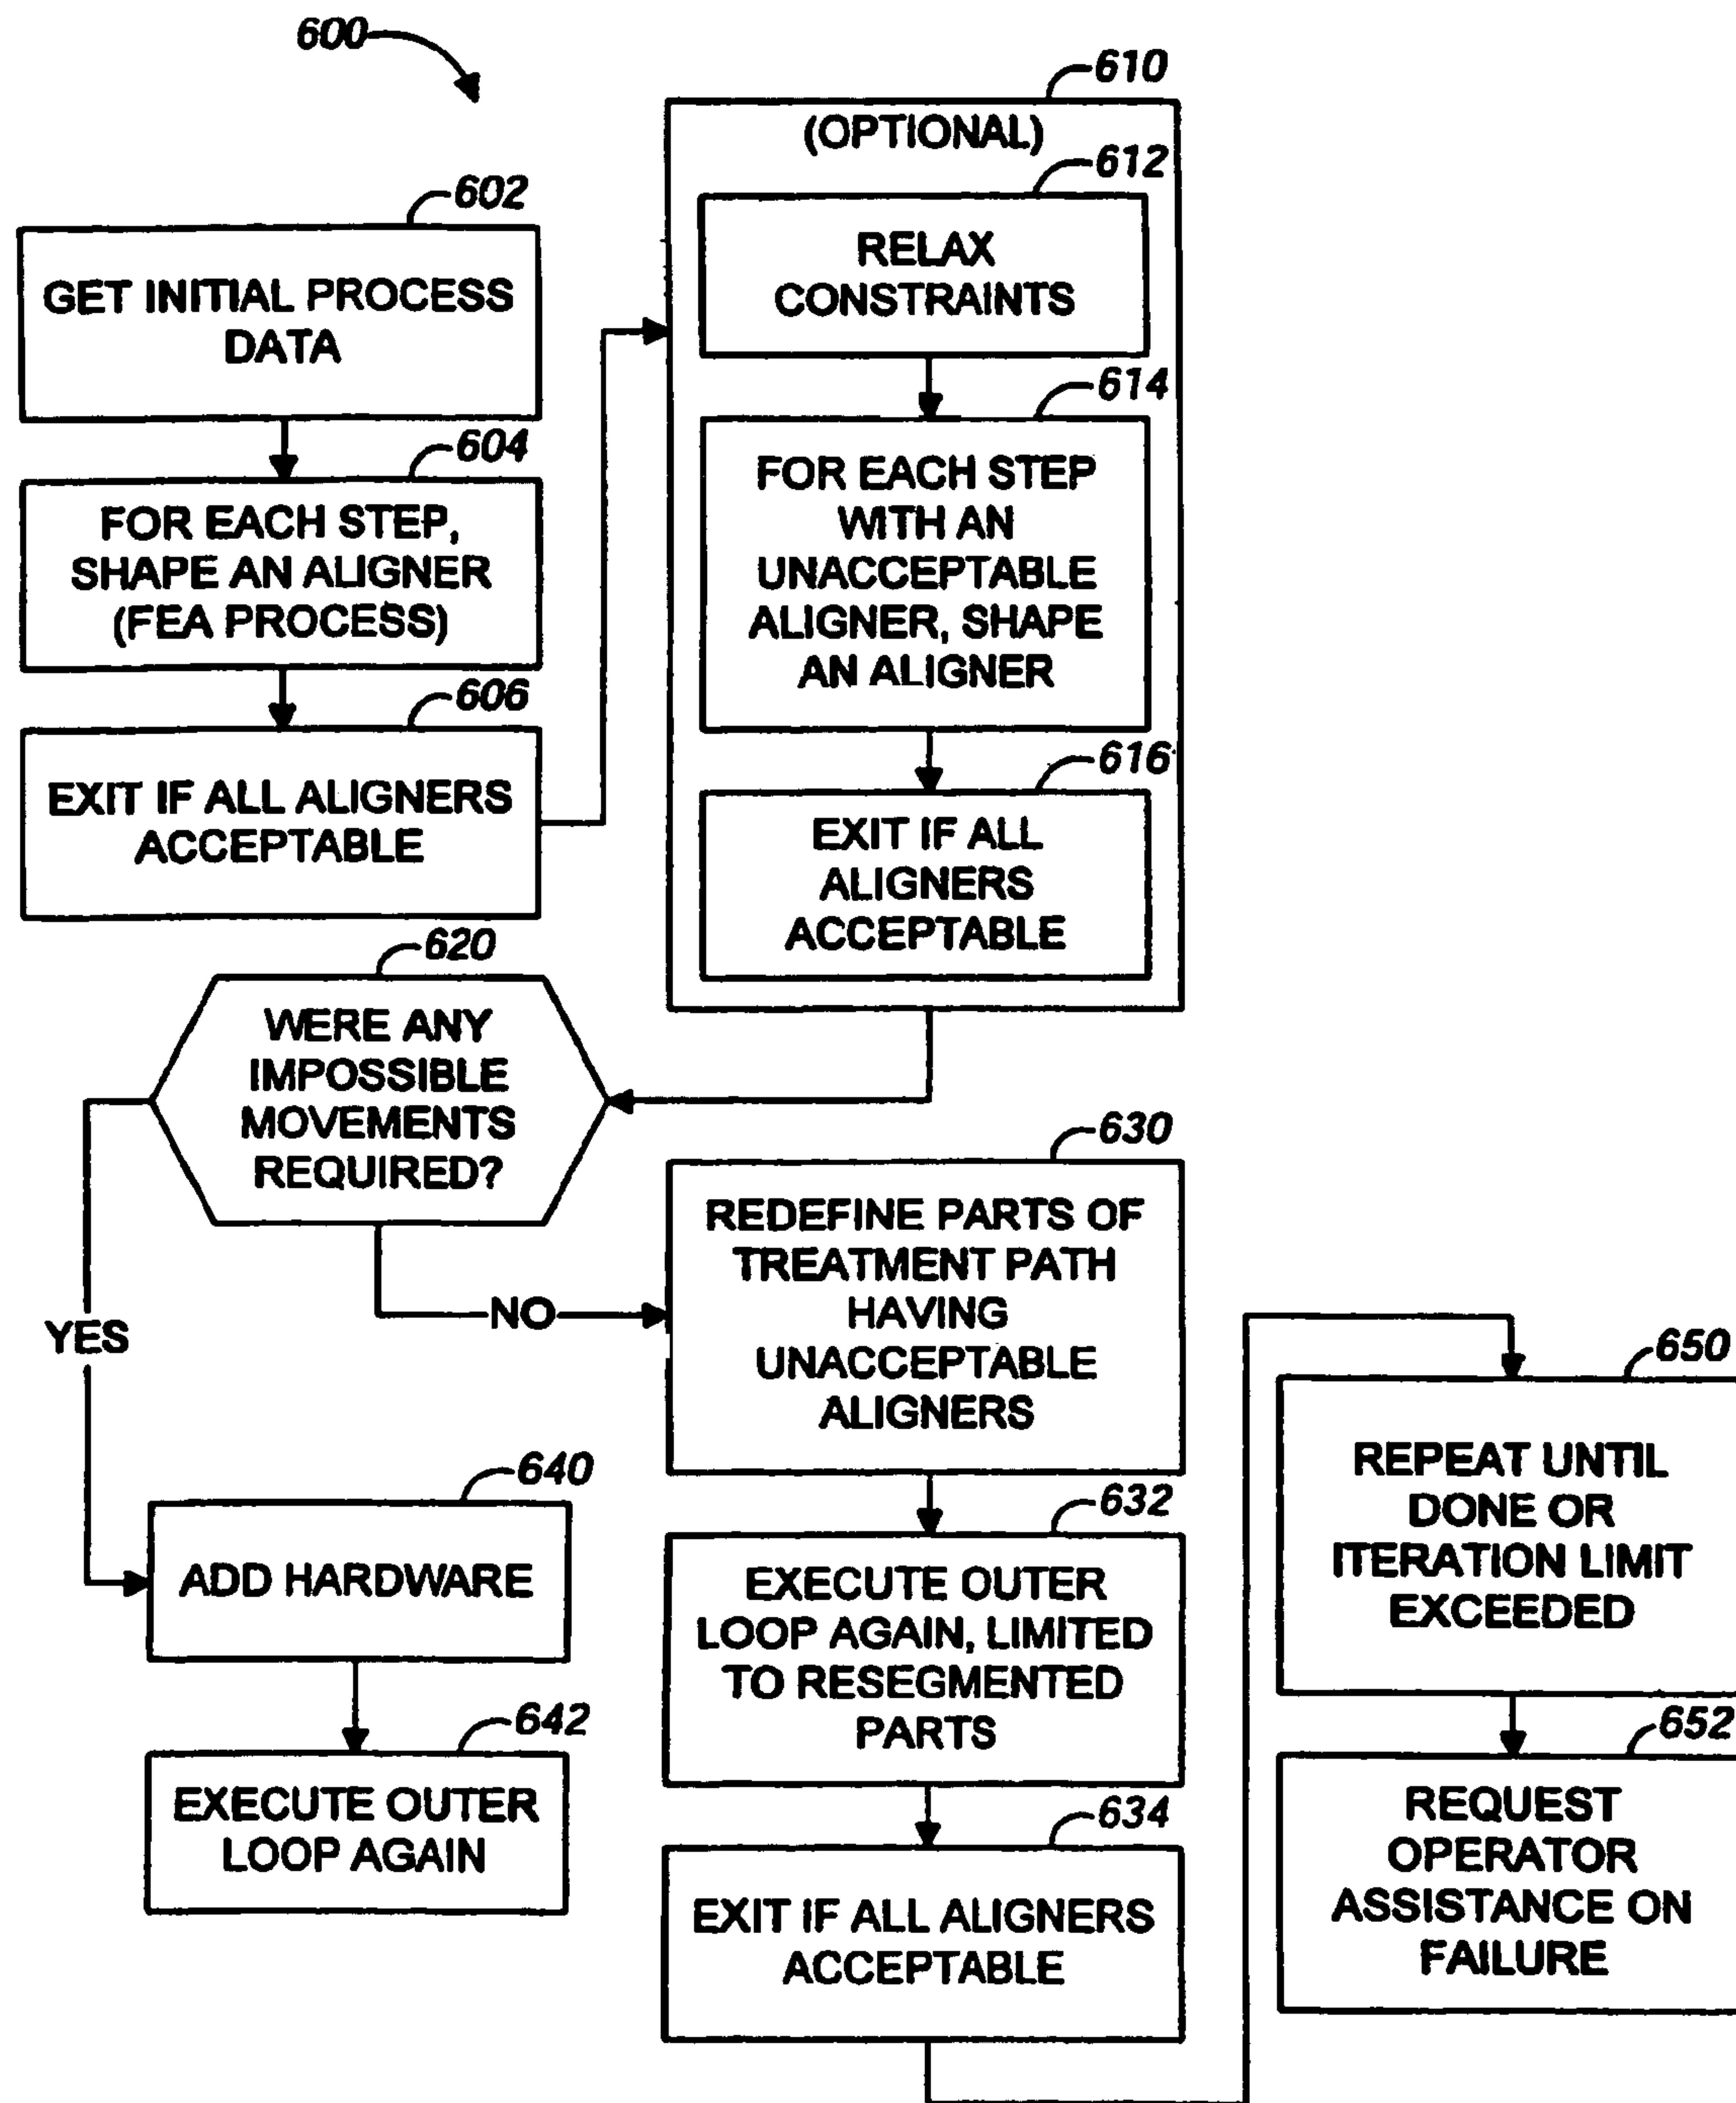 600
602
GET INITIAL PROCESS
DATA
604
FOR EACH STEP,
SHAPE AN ALIGNER
(FEA PROCESS)
606
EXIT IF ALL ALIGNERS
ACCEPTABLE
610
(OPTIONAL)
612
RELAX
CONSTRAINTS
614
FOR EACH STEP
WITH AN
UNACCEPTABLE
ALIGNER, SHAPE
AN ALIGNER
616
EXIT IF ALL
ALIGNERS
ACCEPTABLE
620
WERE ANY
IMPOSSIBLE
MOVEMENTS
REQUIRED?
YES
NO
630
REDEFINE PARTS OF
TREATMENT PATH
HAVING
UNACCEPTABLE
ALIGNERS
632
EXECUTE OUTER
LOOP AGAIN, LIMITED
TO RESEGMENTED
PARTS
634
EXIT IF ALL ALIGNERS
ACCEPTABLE
640
ADD HARDWARE
642
EXECUTE OUTER
LOOP AGAIN
650
REPEAT UNTIL
DONE OR
ITERATION LIMIT
EXCEEDED
652
REQUEST
OPERATOR
ASSISTANCE ON
FAILURE